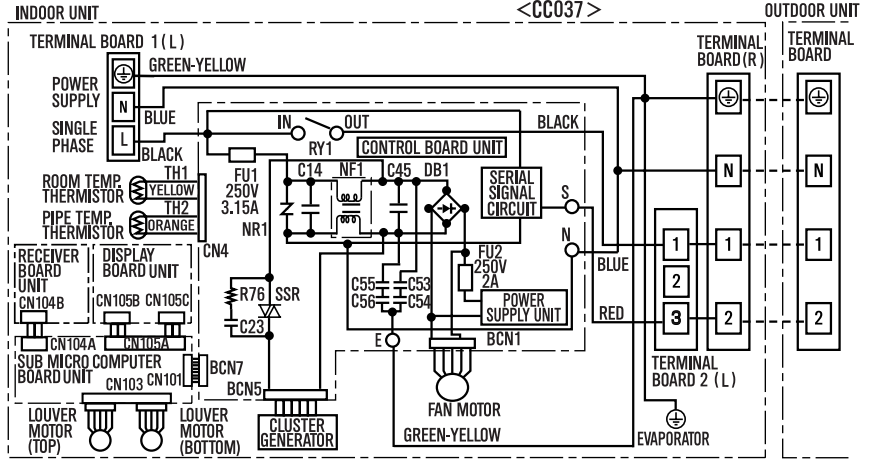 <CC037>
INDOOR UNIT
OUTDOOR UNIT
TERMINAL BOARD 1(L)
GREEN-YELLOW
TERMINAL
BOARD(R)
TERMINAL
BOARD
POWER
SUPPLY
N
BLUE
SINGLE
PHASE
L
BLACK
IN
OUT
RY1
BLACK
CONTROL BOARD UNIT
N
N
ROOM TEMP.
THERMISTOR
TH1
YELLOW
PIPE TEMP.
THERMISTOR
TH2
ORANGE
CN4
FU1
250V
3.15A
C14
NF1
C45
DB1
NR1
SERIAL
SIGNAL
CIRCUIT
S
N
BLUE
1
2
3
1
2
1
2
RECEIVER
BOARD
UNIT
CN104B
DISPLAY
BOARD UNIT
CN105B
CN105C
R76
SSR
C23
C55
C56
C53
C54
FU2
250V
2A
POWER
SUPPLY UNIT
RED
CN104A
CN105A
SUB MICRO COMPUTER
BOARD UNIT
CN103
CN101
BCN7
E
BCN1
BCN5
TERMINAL
BOARD 2 (L)
LOUVER
MOTOR
(TOP)
LOUVER
MOTOR
(BOTTOM)
CLUSTER
GENERATOR
FAN MOTOR
GREEN-YELLOW
EVAPORATOR